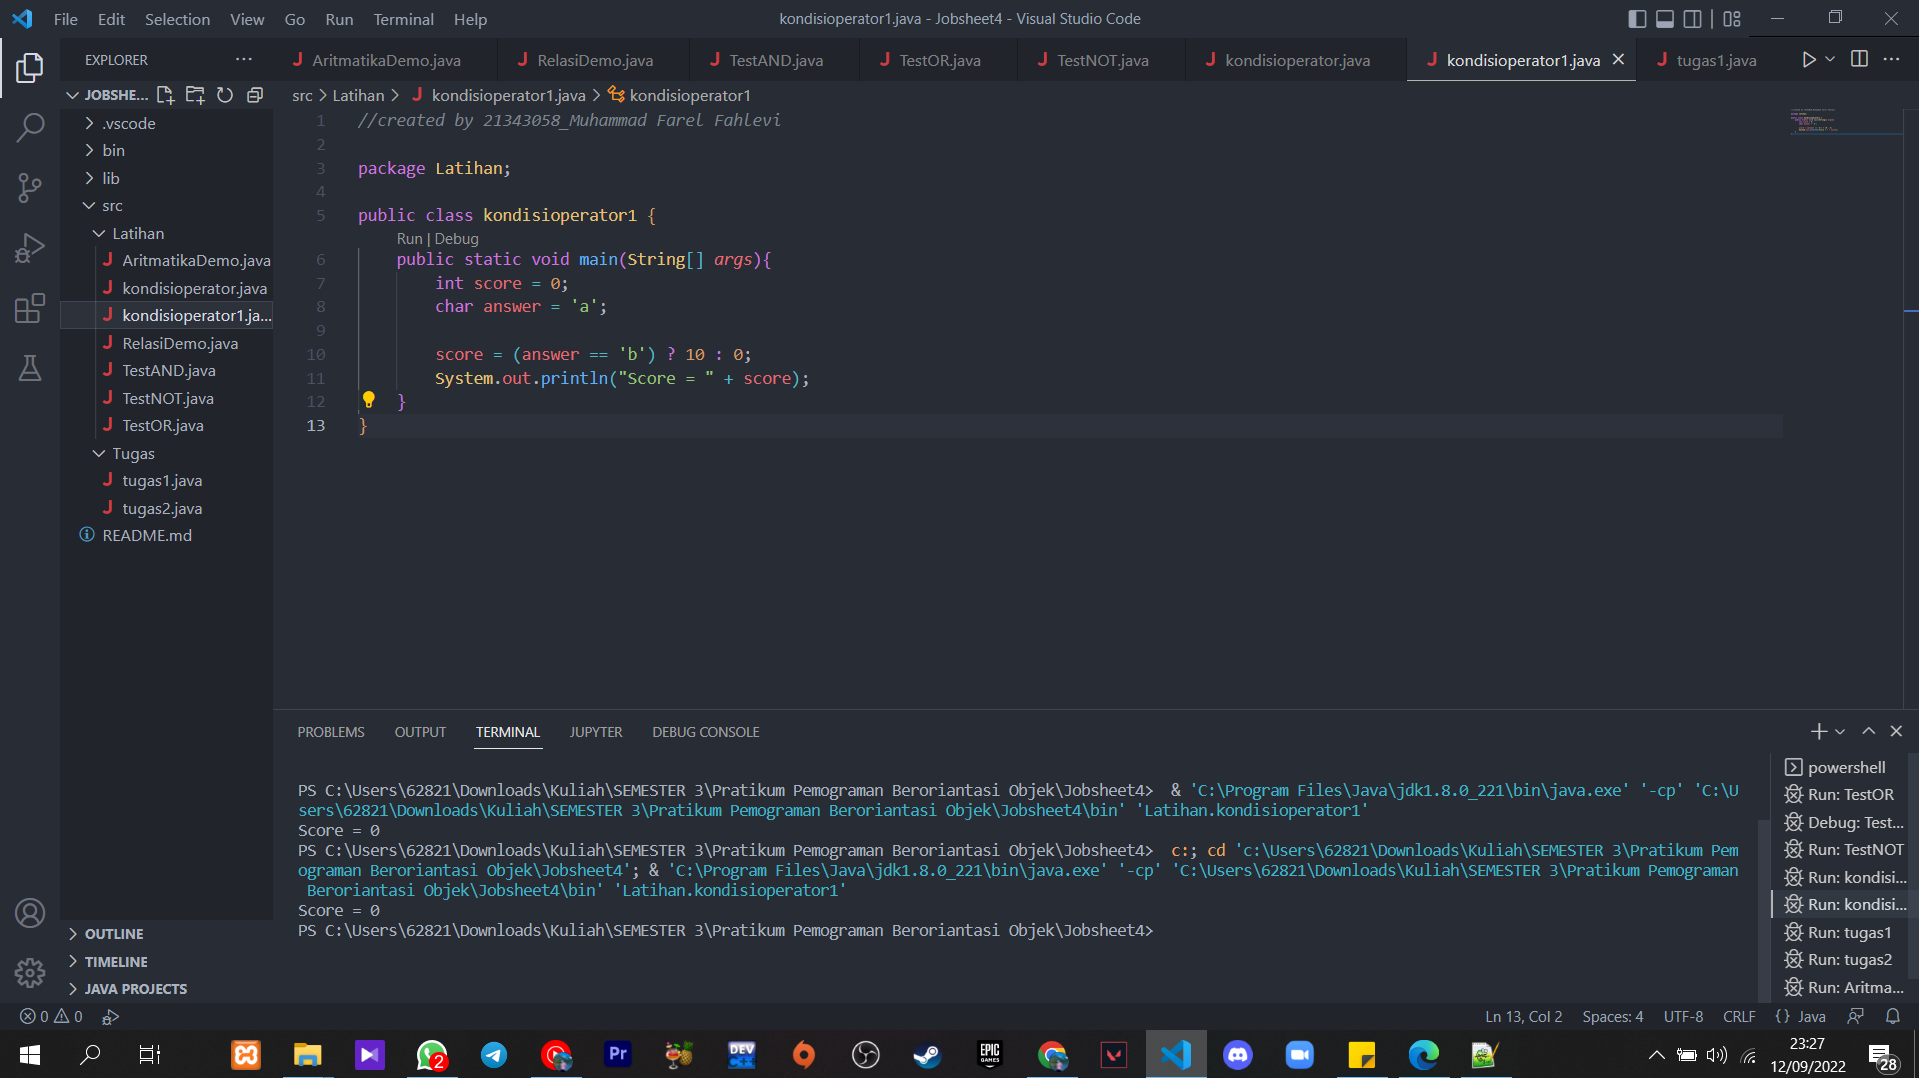 File Edit Selection View Go Run Terminal Help
kondisioperator1.java - Jobsheet4 - Visual Studio Code
EXPLORER
AritmatikaDemo.java RelasiDemo.java TestAND.java TestOR.java TestNOT.java kondisioperator.java kondisioperator1.java tugas1.java
JOBSHE...
src > Latihan > kondisioperator1.java > kondisioperator1
.vscode
bin
lib
src
Latihan
AritmatikaDemo.java
kondisioperator.java
kondisioperator1.ja...
RelasiDemo.java
TestAND.java
TestNOT.java
TestOR.java
Tugas
tugas1.java
tugas2.java
README.md
OUTLINE
TIMELINE
JAVA PROJECTS
1 //created by 21343058_Muhammad Farel Fahlevi
2
3 package Latihan;
4
5 public class kondisioperator1 {
Run | Debug
6 public static void main(String[] args){
7 int score = 0;
8 char answer = 'a';
9
10 score = (answer == 'b') ? 10 : 0;
11 System.out.println("Score = " + score);
12 }
13 }
PROBLEMS OUTPUT TERMINAL JUPYTER DEBUG CONSOLE
PS C:\Users\62821\Downloads\Kuliah\SEMESTER 3\Pratikum Pemograman Beroriantasi Objek\Jobsheet4> & 'C:\Program Files\Java\jdk1.8.0_221\bin\java.exe' '-cp' 'C:\U
sers\62821\Downloads\Kuliah\SEMESTER 3\Pratikum Pemograman Beroriantasi Objek\Jobsheet4\bin' 'Latihan.kondisioperator1'
Score = 0
PS C:\Users\62821\Downloads\Kuliah\SEMESTER 3\Pratikum Pemograman Beroriantasi Objek\Jobsheet4> c:; cd 'c:\Users\62821\Downloads\Kuliah\SEMESTER 3\Pratikum Pem
ograman Beroriantasi Objek\Jobsheet4'; & 'C:\Program Files\Java\jdk1.8.0_221\bin\java.exe' '-cp' 'C:\Users\62821\Downloads\Kuliah\SEMESTER 3\Pratikum Pemograman
Beroriantasi Objek\Jobsheet4\bin' 'Latihan.kondisioperator1'
Score = 0
PS C:\Users\62821\Downloads\Kuliah\SEMESTER 3\Pratikum Pemograman Beroriantasi Objek\Jobsheet4>
powershell
Run: TestOR
Debug: Test...
Run: TestNOT
Run: kondisi...
Run: kondisi...
Run: tugas1
Run: tugas2
Run: Aritma...
0 0
Ln 13, Col 2 Spaces: 4 UTF-8 CRLF {} Java
2 Pr DEV C++ EPIC GAMES
23:27
12/09/2022
28